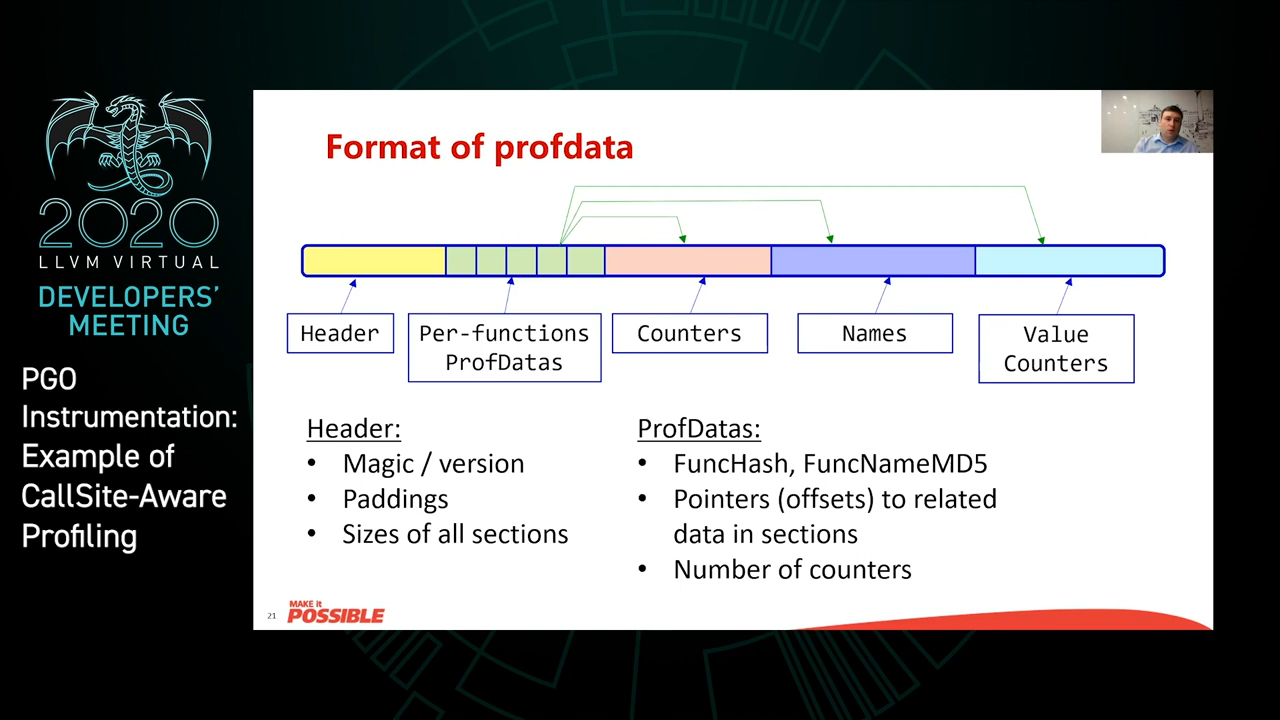 2020
LLVM VIRTUAL
DEVELOPERS'
MEETING
PGO
Instrumentation:
Example of
CallSite-Aware
Profiling
Format of profdata
Header
Per-functions
ProfDatas
Counters
Names
Value
Counters
Header:
• Magic / version
• Paddings
• Sizes of all sections
ProfDatas:
• FuncHash, FuncNameMD5
• Pointers (offsets) to related
data in sections
• Number of counters
21
MAKE it
POSSIBLE